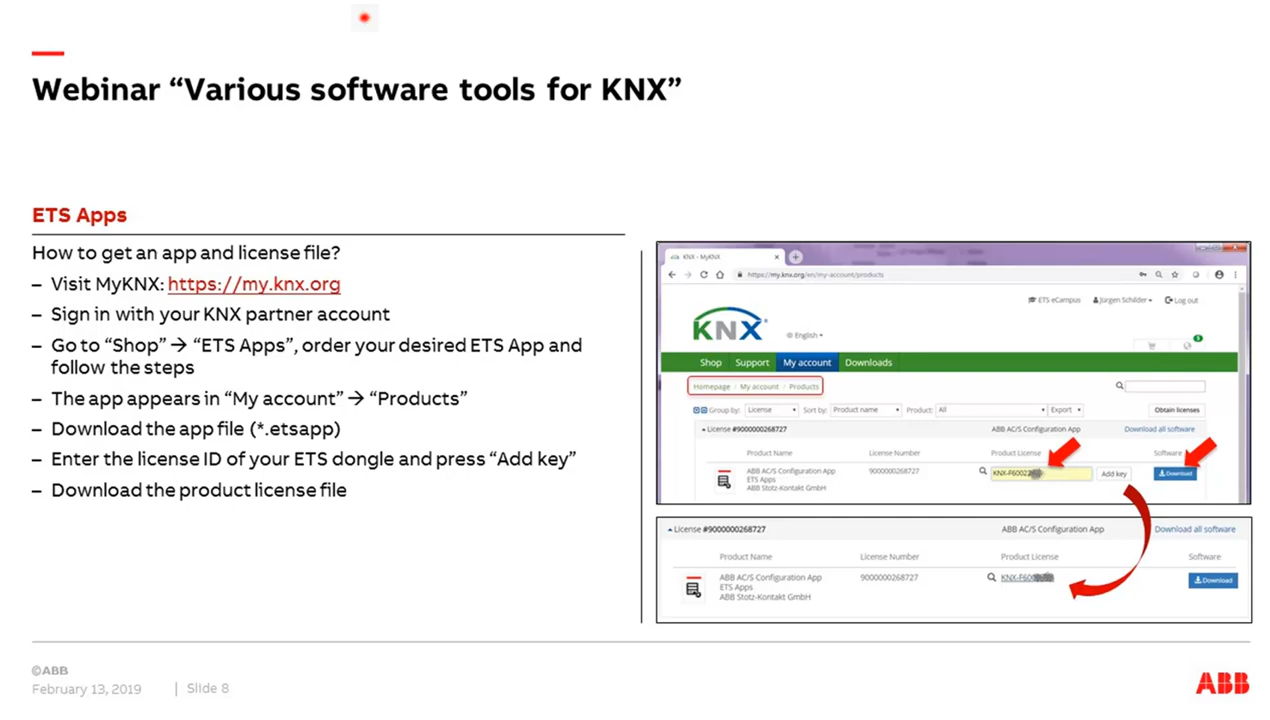 Webinar “Various software tools for KNX”
ETS Apps
How to get an app and license file?
– Visit MyKNX: https://my.knx.org
– Sign in with your KNX partner account
– Go to “Shop” → “ETS Apps”, order your desired ETS App and
follow the steps
– The app appears in “My account” → “Products”
– Download the app file (*.etsapp)
– Enter the license ID of your ETS dongle and press “Add key”
– Download the product license file
KNX - MyKNX
https://my.knx.org/en/my-account/products
ETS eCampus Jürgen Schilder Log out
KNX English
Shop Support My account Downloads
Homepage / My account / Products
Group by: License Sort by: Product name Product: All Export Obtain licenses
License #9000000268727 ABB AC/S Configuration App Download all software
Product Name License Number Product License Software
ABB AC/S Configuration App 9000000268727 Add key Download
ETS Apps
ABB Stotz-Kontakt GmbH
License #9000000268727 ABB AC/S Configuration App Download all software
Product Name License Number Product License Software
ABB AC/S Configuration App 9000000268727 Download
ETS Apps
ABB Stotz-Kontakt GmbH
©ABB
February 13, 2019 | Slide 8
ABB